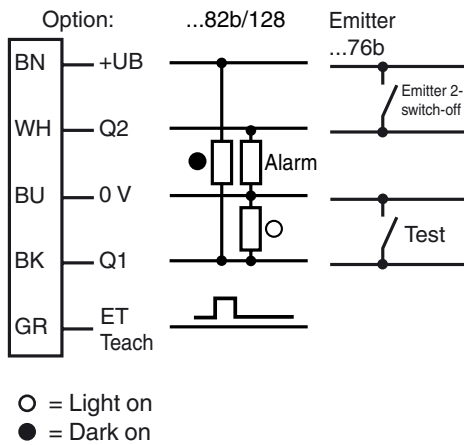 Option: ...82b/128 Emitter
...76b
BN +UB
Emitter 2-
switch-off
WH Q2
Alarm
BU 0 V
Test
BK Q1
GR ET
Teach
= Light on
= Dark on